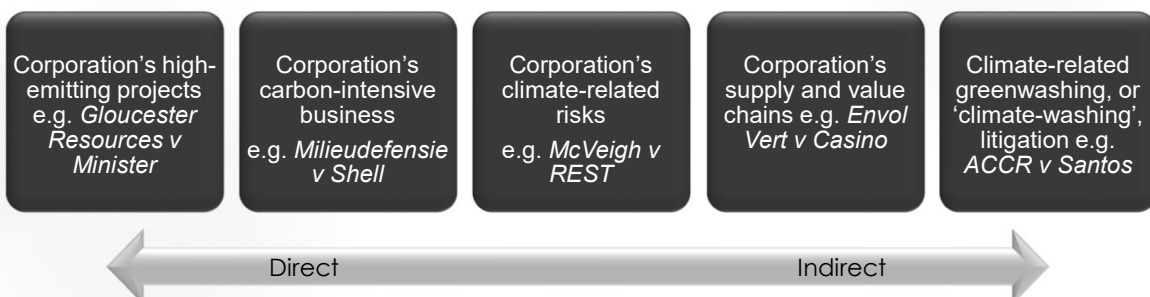 Corporation's high-
emitting projects
e.g. Gloucester
Resources v
Minister
Corporation's
carbon-intensive
business
e.g. Milieudefensie
v Shell
Corporation's
climate-related
risks
e.g. McVeigh v
REST
Corporation's
supply and value
chains e.g. Envol
Vert v Casino
Climate-related
greenwashing, or
‘climate-washing’,
litigation e.g.
ACCR v Santos
Direct
Indirect